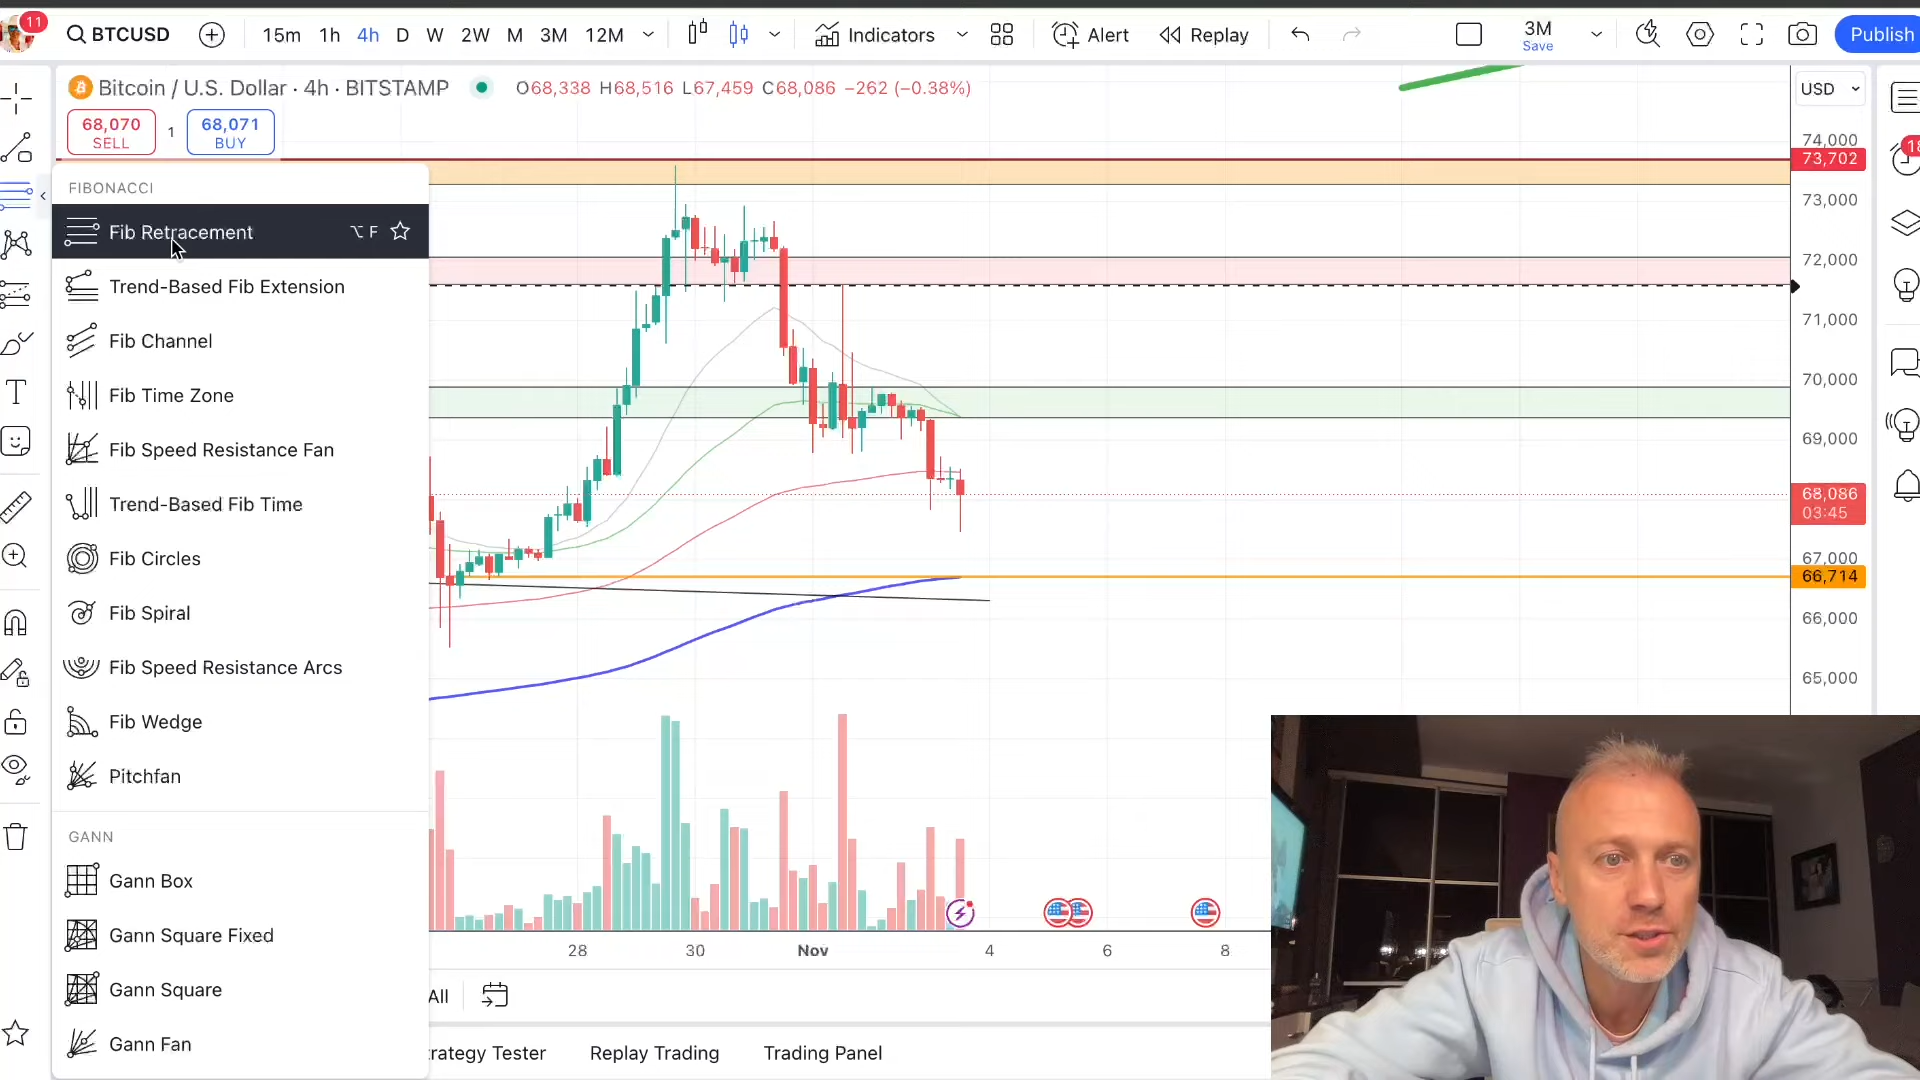 11
BTCUSD
15m 1h 4h D W 2W M 3M 12M
Indicators
Alert
Replay
3M
Save
Publish
Bitcoin / U.S. Dollar · 4h · BITSTAMP
O68,338 H68,516 L67,459 C68,086 −262 (−0.38%)
USD
68,070
SELL
1
68,071
BUY
74,000
73,702
73,000
72,000
71,000
70,000
69,000
68,086
03:45
67,000
66,714
66,000
65,000
18
FIBONACCI
Fib Retracement ⌥ F
Trend-Based Fib Extension
Fib Channel
Fib Time Zone
Fib Speed Resistance Fan
Trend-Based Fib Time
Fib Circles
Fib Spiral
Fib Speed Resistance Arcs
Fib Wedge
Pitchfan
GANN
Gann Box
Gann Square Fixed
Gann Square
Gann Fan
T
28 30 Nov 4 6 8
All
trategy Tester Replay Trading Trading Panel